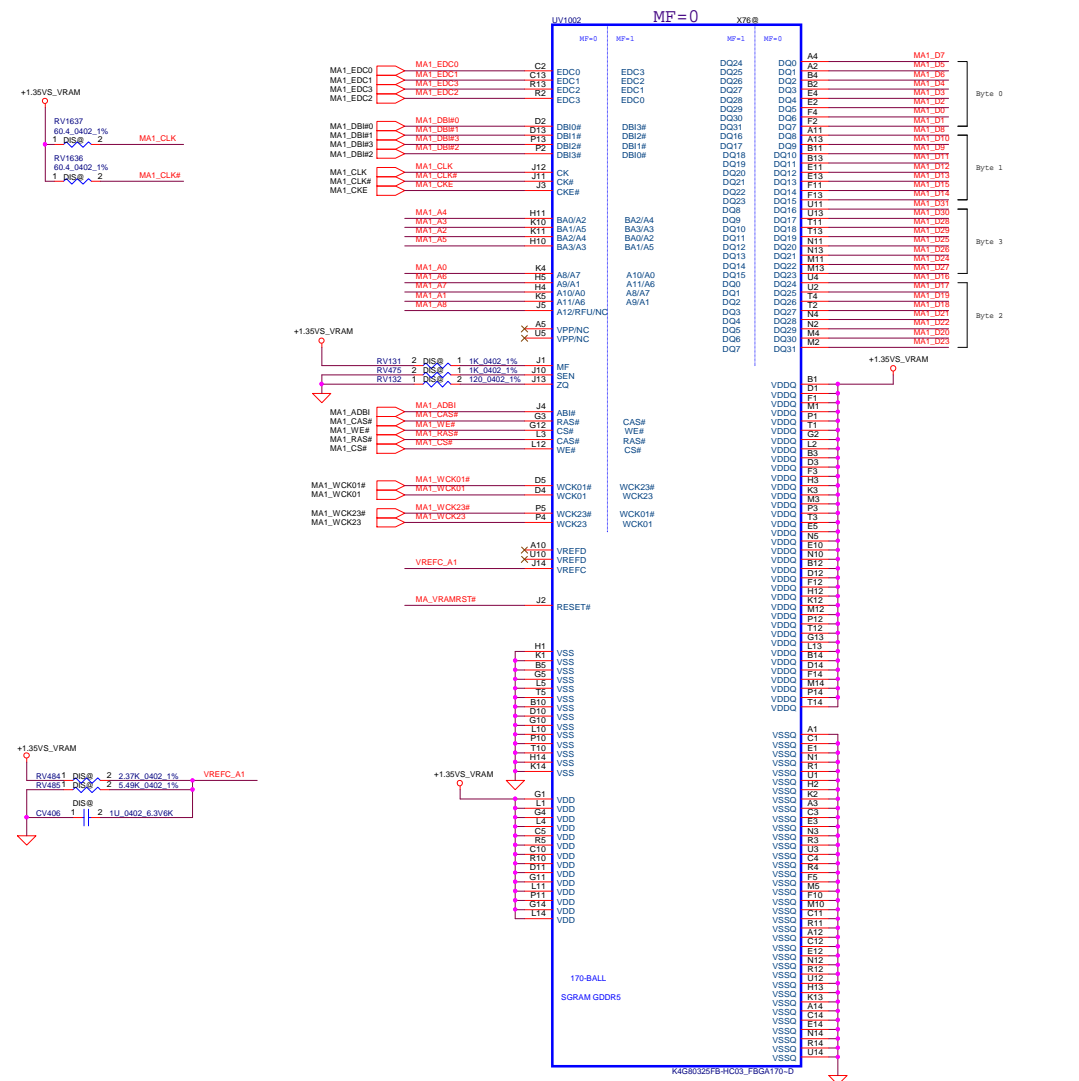 MF=0
UV1002 X76@
MF=0 MF=1 MF=1 MF=0
+1.35VS_VRAM
RV1637
60.4_0402_1%
1 DIS@ 2 MA1_CLK
RV1636
60.4_0402_1%
1 DIS@ 2 MA1_CLK#
MA1_EDC0 MA1_EDC0 C2 EDC0 EDC3
MA1_EDC1 MA1_EDC1 C13 EDC1 EDC2
MA1_EDC3 MA1_EDC3 R13 EDC2 EDC1
MA1_EDC2 MA1_EDC2 R2 EDC3 EDC0
MA1_DBI#0 MA1_DBI#0 D2 DBI0# DBI3#
MA1_DBI#1 MA1_DBI#1 D13 DBI1# DBI2#
MA1_DBI#3 MA1_DBI#3 P13 DBI2# DBI1#
MA1_DBI#2 MA1_DBI#2 P2 DBI3# DBI0#
MA1_CLK MA1_CLK J12 CK
MA1_CLK# MA1_CLK# J11 CK#
MA1_CKE MA1_CKE J3 CKE#
MA1_A4 H11 BA0/A2 BA2/A4
MA1_A3 K10 BA1/A5 BA3/A3
MA1_A2 K11 BA2/A4 BA0/A2
MA1_A5 H10 BA3/A3 BA1/A5
MA1_A0 K4 A8/A7 A10/A0
MA1_A6 H5 A9/A1 A11/A6
MA1_A7 H4 A10/A0 A8/A7
MA1_A1 K5 A11/A6 A9/A1
MA1_A8 J5 A12/RFU/NC
A5 VPP/NC
U5 VPP/NC
+1.35VS_VRAM
RV131 2 DIS@ 1 1K_0402_1% J1 MF
RV475 2 DIS@ 1 1K_0402_1% J10 SEN
RV132 1 DIS@ 2 120_0402_1% J13 ZQ
MA1_ADBI MA1_ADBI J4 ABI#
MA1_CAS# MA1_CAS# G3 RAS# CAS#
MA1_WE# MA1_WE# G12 CS# WE#
MA1_RAS# MA1_RAS# L3 CAS# RAS#
MA1_CS# MA1_CS# L12 WE# CS#
MA1_WCK01# MA1_WCK01# D5 WCK01# WCK23#
MA1_WCK01 MA1_WCK01 D4 WCK01 WCK23
MA1_WCK23# MA1_WCK23# P5 WCK23# WCK01#
MA1_WCK23 MA1_WCK23 P4 WCK23 WCK01
A10 VREFD
U10 VREFD
VREFC_A1 J14 VREFC
MA_VRAMRST# J2 RESET#
H1 VSS
K1 VSS
B5 VSS
G5 VSS
L5 VSS
T5 VSS
B10 VSS
D10 VSS
G10 VSS
L10 VSS
P10 VSS
T10 VSS
H14 VSS
K14 VSS
+1.35VS_VRAM
G1 VDD
L1 VDD
G4 VDD
L4 VDD
C5 VDD
R5 VDD
C10 VDD
R10 VDD
D11 VDD
G11 VDD
L11 VDD
P11 VDD
G14 VDD
L14 VDD
+1.35VS_VRAM
RV484 1 DIS@ 2 2.37K_0402_1% VREFC_A1
RV485 1 DIS@ 2 5.49K_0402_1%
DIS@
CV406 1 2 1U_0402_6.3V6K
DQ24 DQ0 A4 MA1_D7
DQ25 DQ1 A2 MA1_D5
DQ26 DQ2 B4 MA1_D6
DQ27 DQ3 B2 MA1_D4
DQ28 DQ4 E4 MA1_D3
DQ29 DQ5 E2 MA1_D2
DQ30 DQ6 F4 MA1_D0
DQ31 DQ7 F2 MA1_D1
Byte 0
DQ16 DQ8 A11 MA1_D8
DQ17 DQ9 A13 MA1_D10
DQ18 DQ10 B11 MA1_D9
DQ19 DQ11 B13 MA1_D11
DQ20 DQ12 E11 MA1_D12
DQ21 DQ13 E13 MA1_D13
DQ22 DQ14 F11 MA1_D15
DQ23 DQ15 F13 MA1_D14
Byte 1
DQ8 DQ16 U11 MA1_D31
DQ9 DQ17 U13 MA1_D30
DQ10 DQ18 T11 MA1_D28
DQ11 DQ19 T13 MA1_D29
DQ12 DQ20 N11 MA1_D25
DQ13 DQ21 N13 MA1_D26
DQ14 DQ22 M11 MA1_D24
DQ15 DQ23 M13 MA1_D27
Byte 3
DQ0 DQ24 U4 MA1_D16
DQ1 DQ25 U2 MA1_D17
DQ2 DQ26 T4 MA1_D19
DQ3 DQ27 T2 MA1_D18
DQ4 DQ28 N4 MA1_D21
DQ5 DQ29 N2 MA1_D22
DQ6 DQ30 M4 MA1_D20
DQ7 DQ31 M2 MA1_D23
Byte 2
+1.35VS_VRAM
VDDQ B1
VDDQ D1
VDDQ F1
VDDQ M1
VDDQ P1
VDDQ T1
VDDQ G2
VDDQ L2
VDDQ B3
VDDQ D3
VDDQ F3
VDDQ H3
VDDQ K3
VDDQ M3
VDDQ P3
VDDQ T3
VDDQ E5
VDDQ N5
VDDQ E10
VDDQ N10
VDDQ B12
VDDQ D12
VDDQ F12
VDDQ H12
VDDQ K12
VDDQ M12
VDDQ P12
VDDQ T12
VDDQ G13
VDDQ L13
VDDQ B14
VDDQ D14
VDDQ F14
VDDQ M14
VDDQ P14
VDDQ T14
VSSQ A1
VSSQ C1
VSSQ E1
VSSQ N1
VSSQ R1
VSSQ U1
VSSQ H2
VSSQ K2
VSSQ A3
VSSQ C3
VSSQ E3
VSSQ N3
VSSQ R3
VSSQ U3
VSSQ C4
VSSQ R4
VSSQ F5
VSSQ M5
VSSQ F10
VSSQ M10
VSSQ C11
VSSQ R11
VSSQ A12
VSSQ C12
VSSQ E12
VSSQ N12
VSSQ R12
VSSQ U12
VSSQ H13
VSSQ K13
VSSQ A14
VSSQ C14
VSSQ E14
VSSQ N14
VSSQ R14
VSSQ U14
170-BALL
SGRAM GDDR5
K4G80325FB-HC03_FBGA170~D